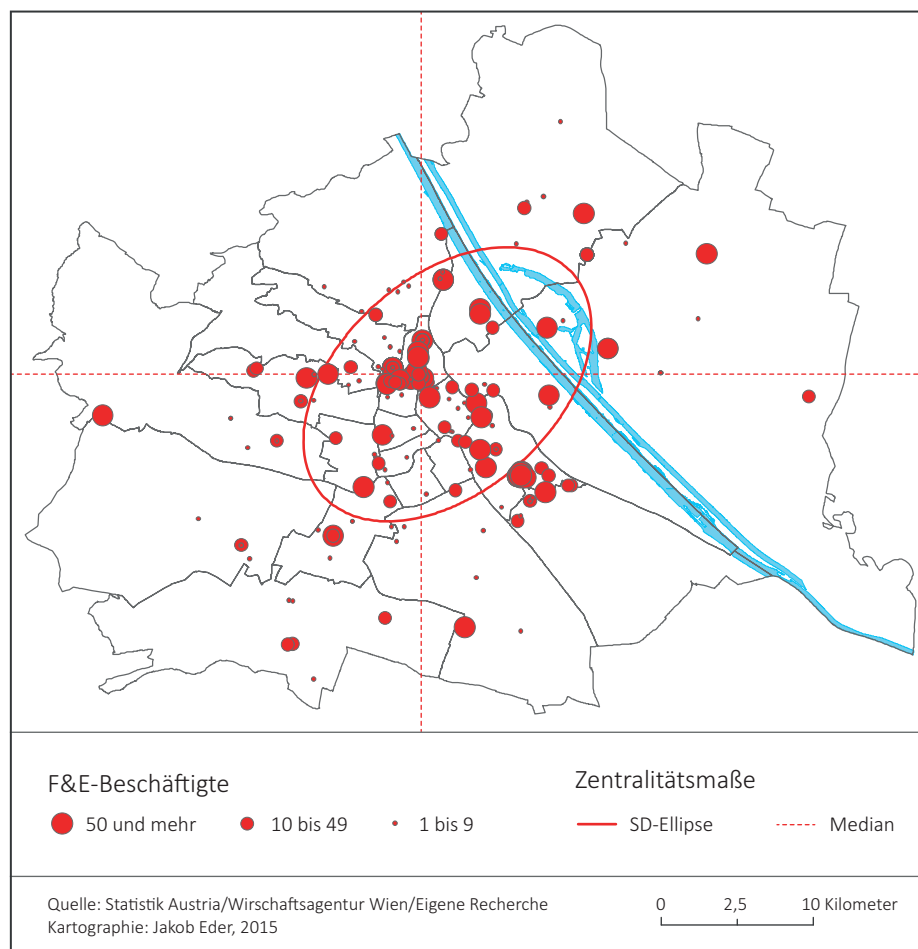 F&E-Beschäftigte
50 und mehr
10 bis 49
1 bis 9
Zentralitätsmaße
SD-Ellipse
Median
Quelle: Statistik Austria/Wirschaftsagentur Wien/Eigene Recherche
Kartographie: Jakob Eder, 2015
0 2,5 10 Kilometer